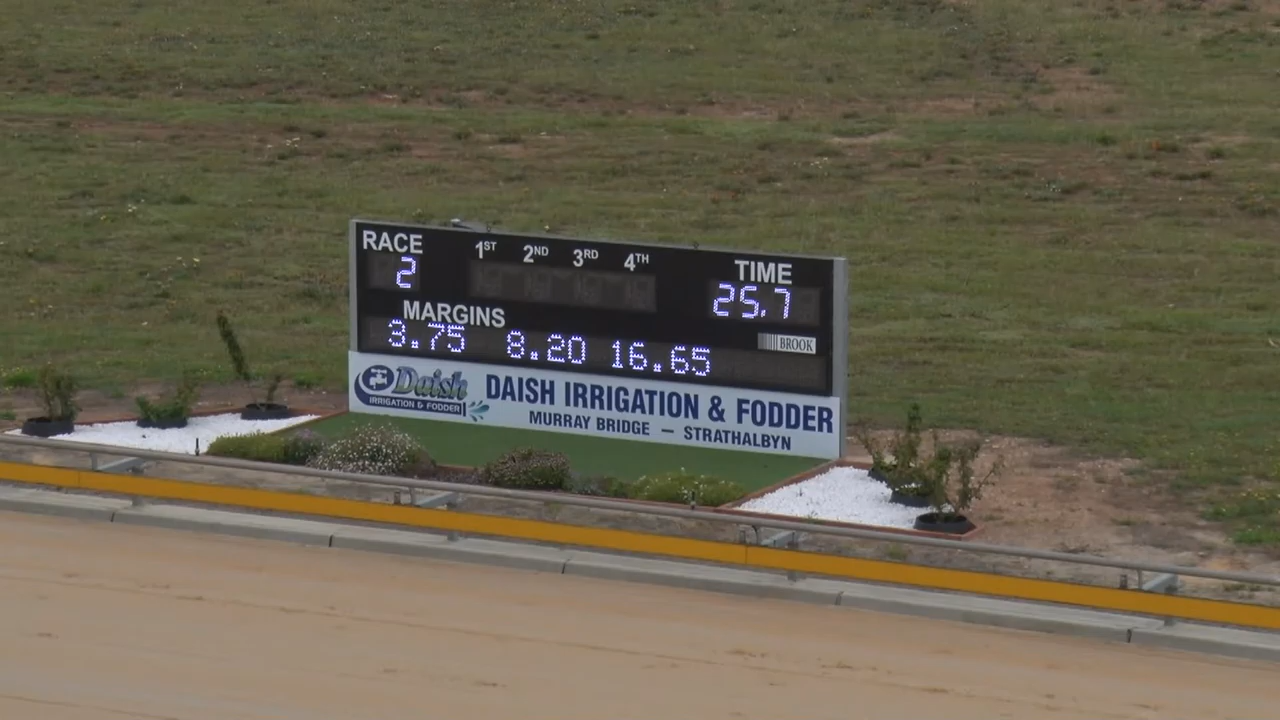 RACE 1ST 2ND 3RD 4TH TIME
2 25.7
MARGINS
3.75 8.20 16.65
BROOK
Daish
IRRIGATION & FODDER
DAISH IRRIGATION & FODDER
MURRAY BRIDGE — STRATHALBYN